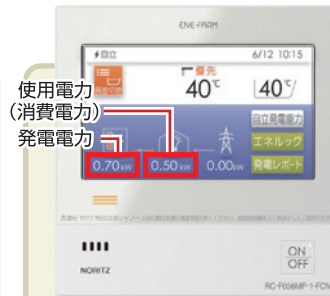 ENE·FARM
自立
6/12 10:15
優先
40℃
40℃
使用電力
(消費電力)
発電電力
自立発電能力
エネルック
発電レポート
0.70kW
0.50kW
0.00kW
NORITZ
ON
OFF
RC-F656MP-1-FCN